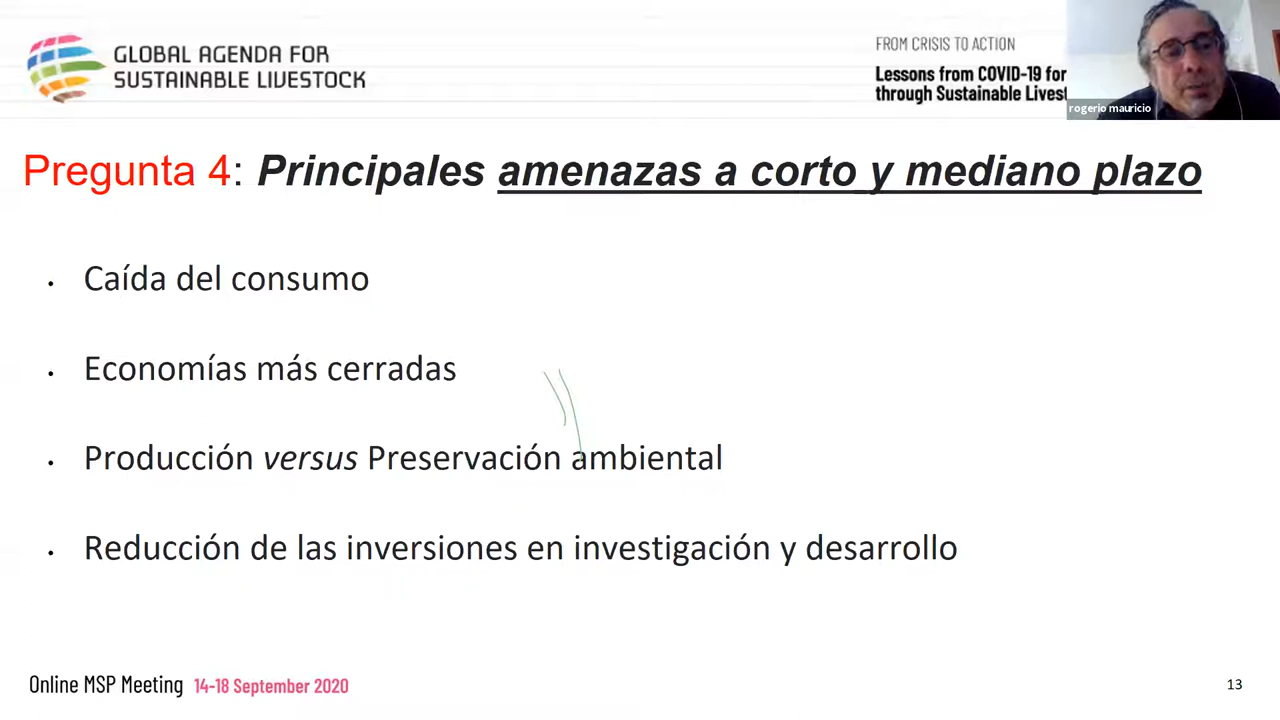 GLOBAL AGENDA FOR
SUSTAINABLE LIVESTOCK
FROM CRISIS TO ACTION
Lessons from COVID-19 for
through Sustainable
rogerio mauricio
Pregunta 4: Principales amenazas a corto y mediano plazo
• Caída del consumo
• Economías más cerradas
• Producción versus Preservación ambiental
• Reducción de las inversiones en investigación y desarrollo
Online MSP Meeting 14-18 September 2020
13